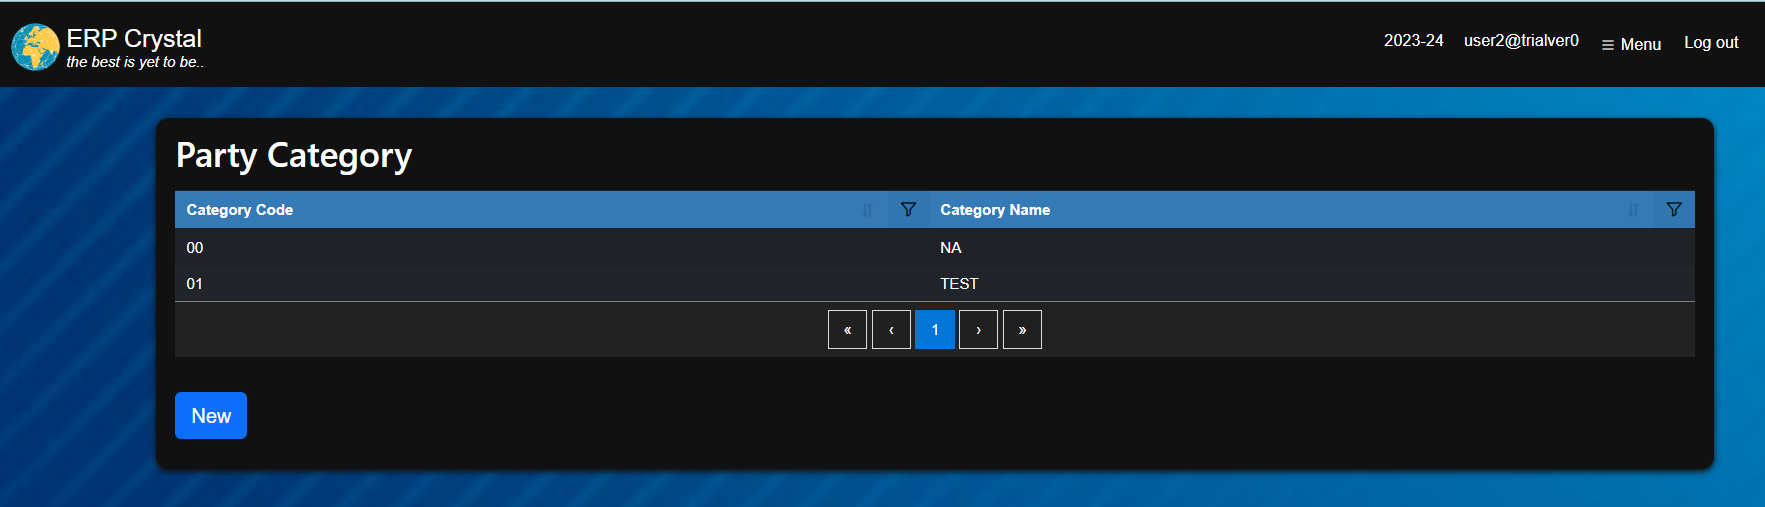 ERP Crystal
the best is yet to be..
2023-24 user2@trialver0 ≡ Menu Log out
Party Category
Category Code Category Name
00 NA
01 TEST
« ‹ 1 › »
New